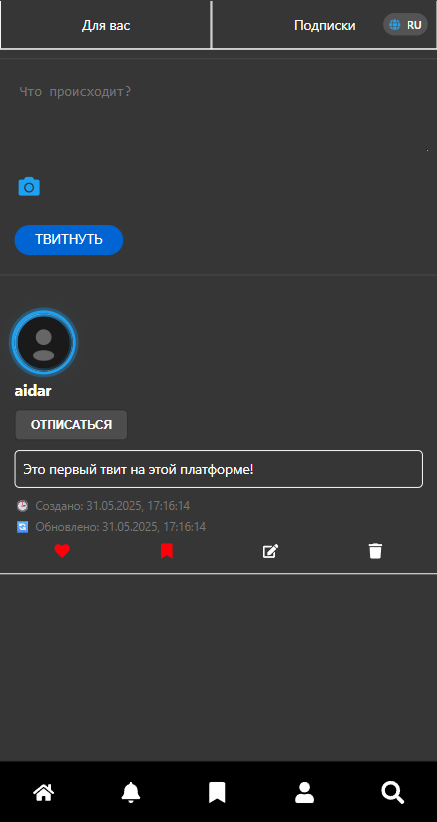 Для вас
Подписки
RU
Что происходит?
ТВИТНУТЬ
aidar
ОТПИСАТЬСЯ
Это первый твит на этой платформе!
Создано: 31.05.2025, 17:16:14
Обновлено: 31.05.2025, 17:16:14